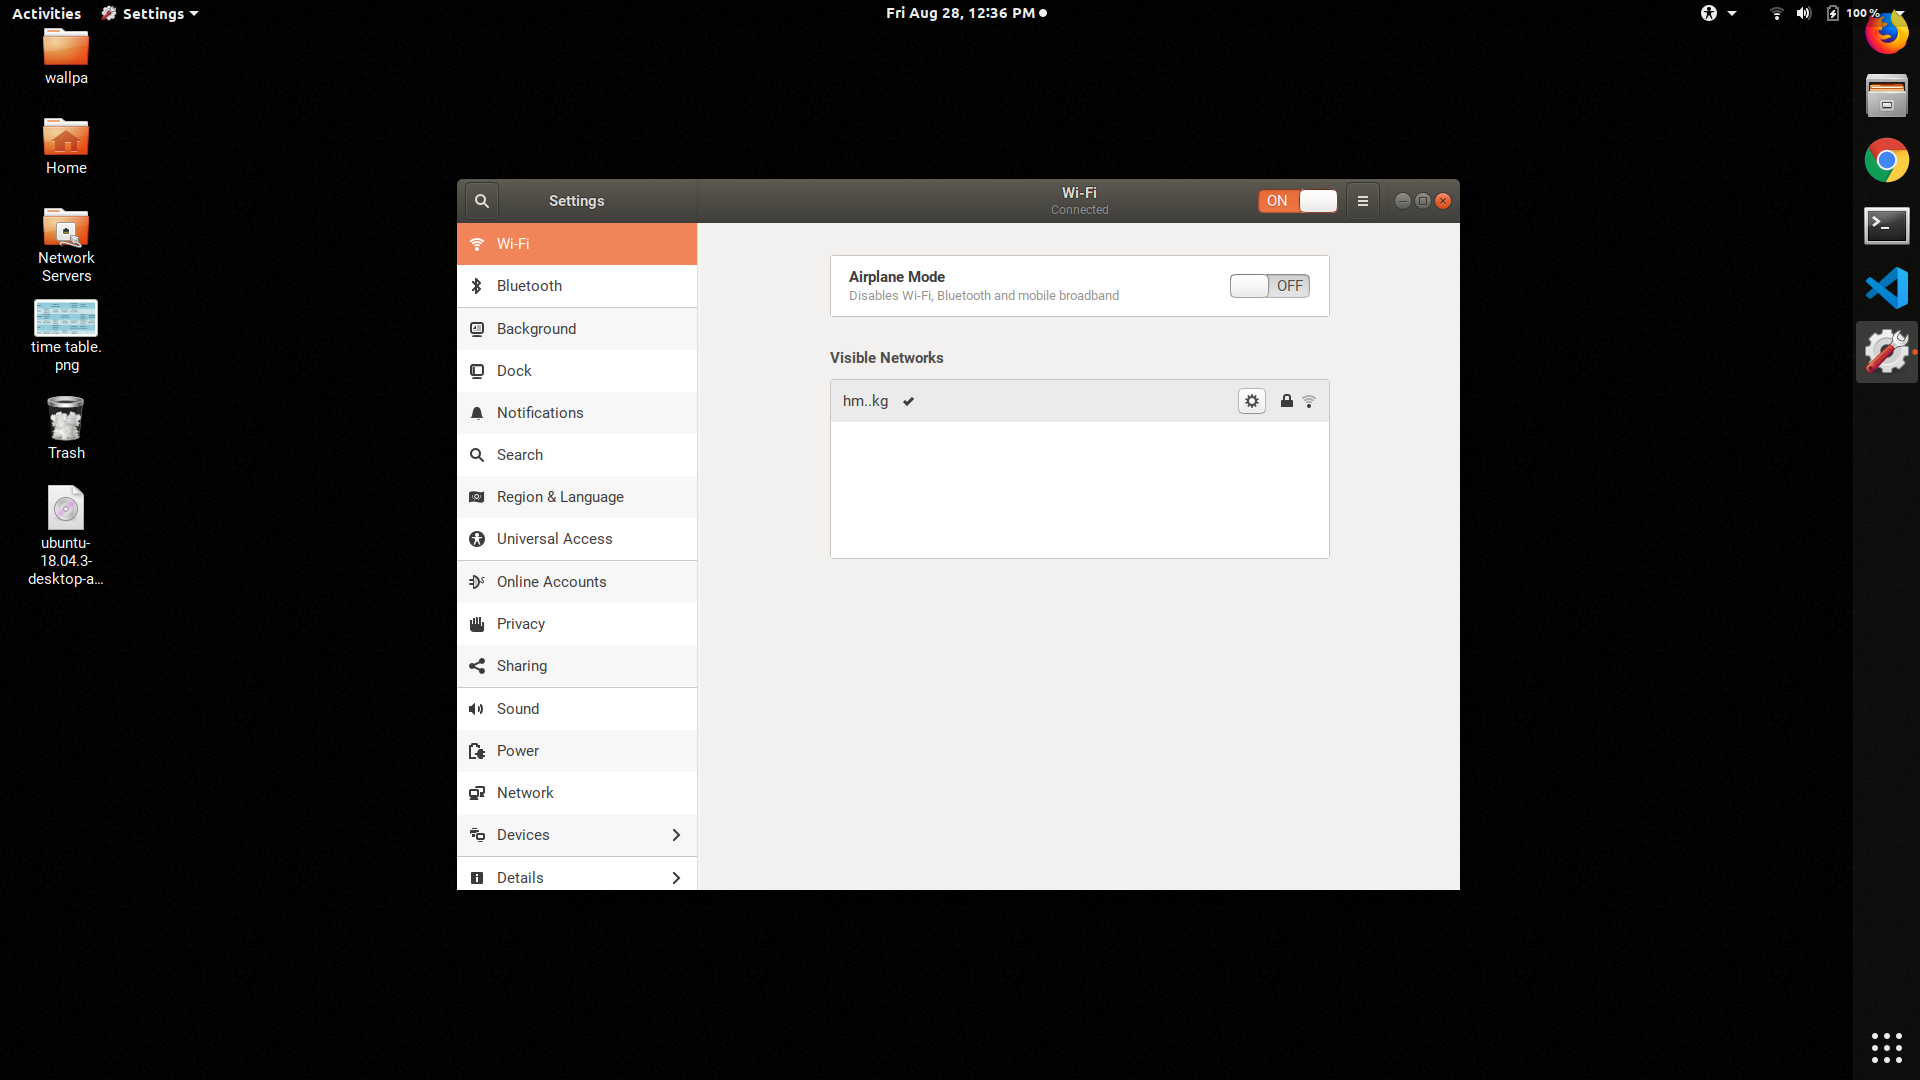 Activities
Settings
Fri Aug 28, 12:36 PM
100 %
wallpa
Home
Network
Servers
time table.
png
Trash
ubuntu-
18.04.3-
desktop-a...
Settings
Wi-Fi
Connected
ON
Wi-Fi
Bluetooth
Background
Dock
Notifications
Search
Region & Language
Universal Access
Online Accounts
Privacy
Sharing
Sound
Power
Network
Devices
Details
Airplane Mode
Disables Wi-Fi, Bluetooth and mobile broadband
OFF
Visible Networks
hm..kg